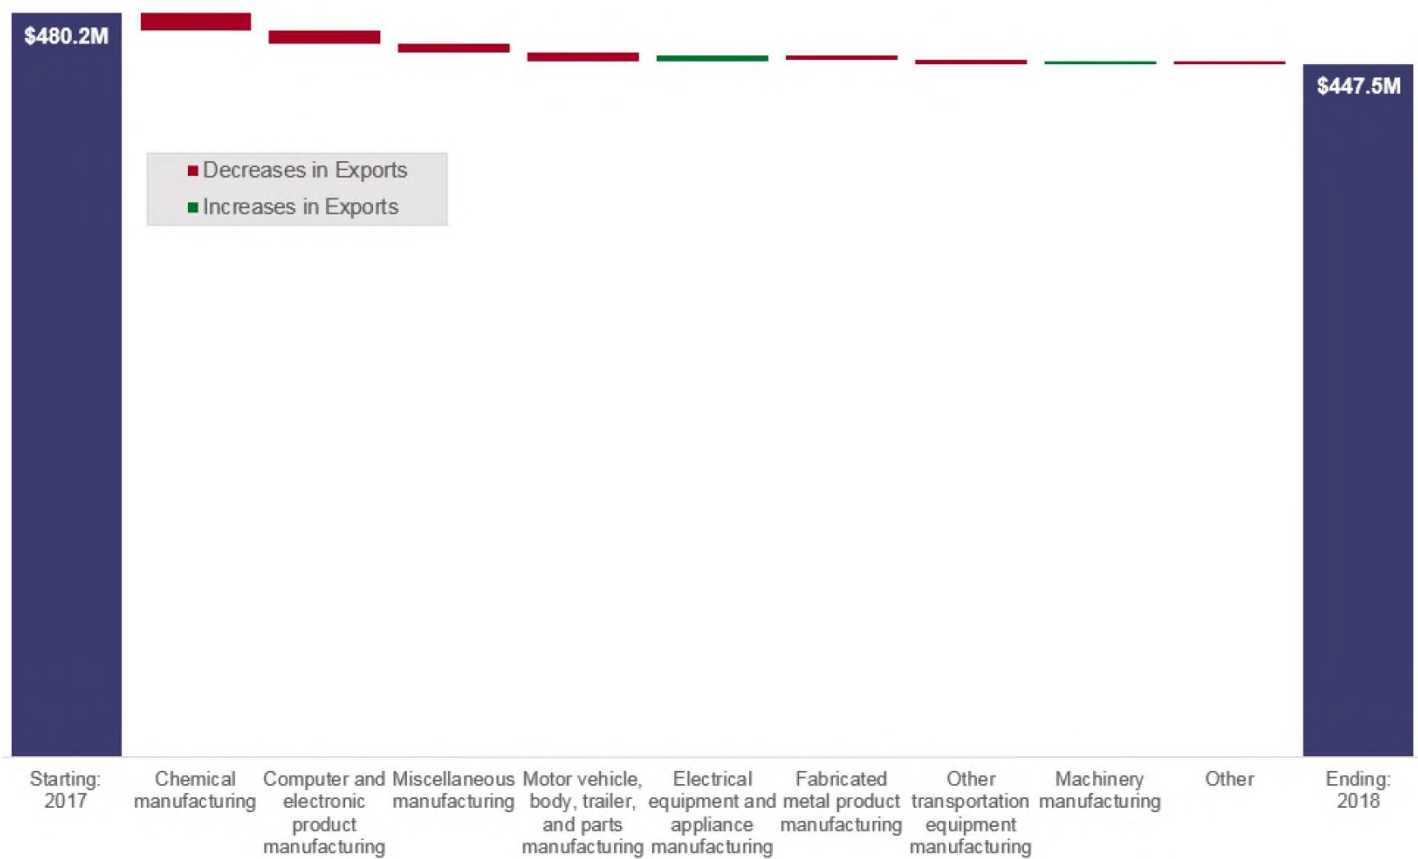 $480.2M
$447.5M
Decreases in Exports
Increases in Exports
Starting:
2017
Chemical
manufacturing
Computer and
electronic
product
manufacturing
Miscellaneous
manufacturing
Motor vehicle,
body, trailer,
and parts
manufacturing
Electrical
equipment and
appliance
manufacturing
Fabricated
metal product
manufacturing
Other
transportation
equipment
manufacturing
Machinery
manufacturing
Other
Ending:
2018